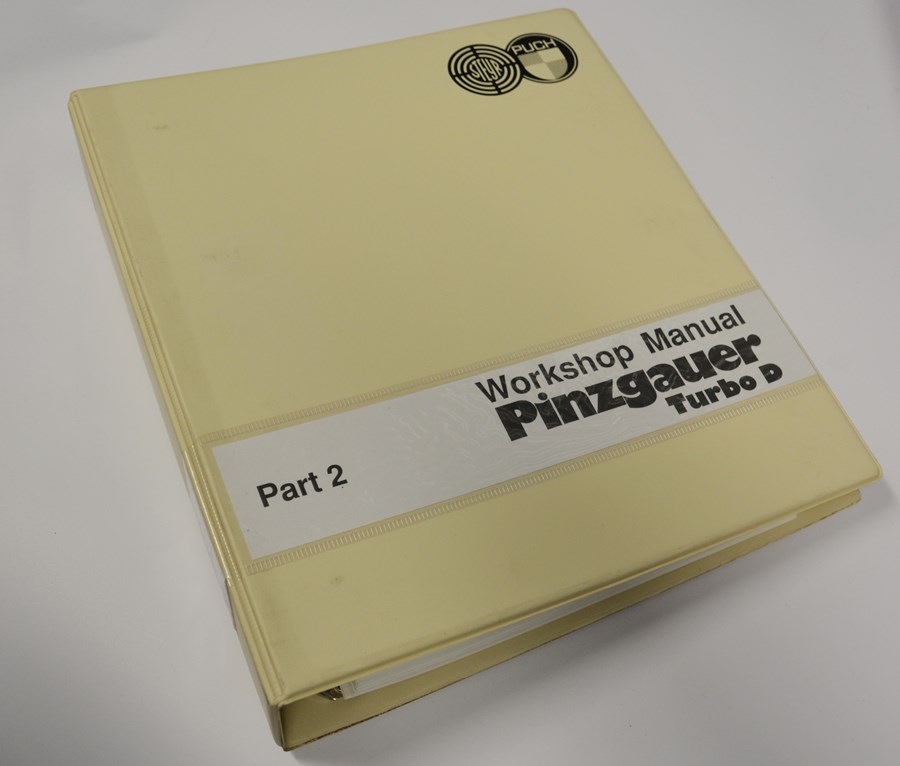 STEYR
PUCH
Workshop Manual
Pinzgauer
Turbo D
Part 2